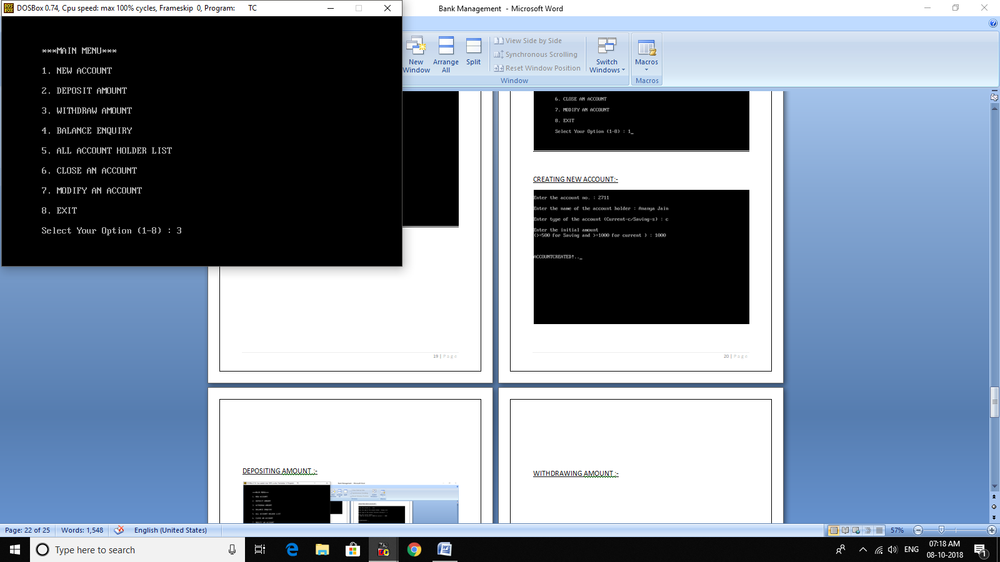 DOSBox 0.74, Cpu speed: max 100% cycles, Frameskip 0, Program: TC
***MAIN MENU***
1. NEW ACCOUNT
2. DEPOSIT AMOUNT
3. WITHDRAW AMOUNT
4. BALANCE ENQUIRY
5. ALL ACCOUNT HOLDER LIST
6. CLOSE AN ACCOUNT
7. MODIFY AN ACCOUNT
8. EXIT
Select Your Option (1-8) : 3
Bank Management - Microsoft Word
New Window
Arrange All
Split
View Side by Side
Synchronous Scrolling
Reset Window Position
Window
Switch Windows
Macros
Macros
19 | Page
6. CLOSE AN ACCOUNT
7. MODIFY AN ACCOUNT
8. EXIT
Select Your Option (1-8) : 1_
CREATING NEW ACCOUNT:-
Enter the account no. : 2711
Enter the name of the account holder : Ananya Jain
Enter type of the account (Current-c/Saving-s) : c
Enter the initial amount
(>=500 for Saving and >=1000 for current ) : 1000
ACCOUNTCREATED!.._
20 | Page
DEPOSITING AMOUNT :-
WITHDRAWING AMOUNT :-
Page: 22 of 25
Words: 1,548
English (United States)
57%
Type here to search
ENG
07:18 AM
08-10-2018
1